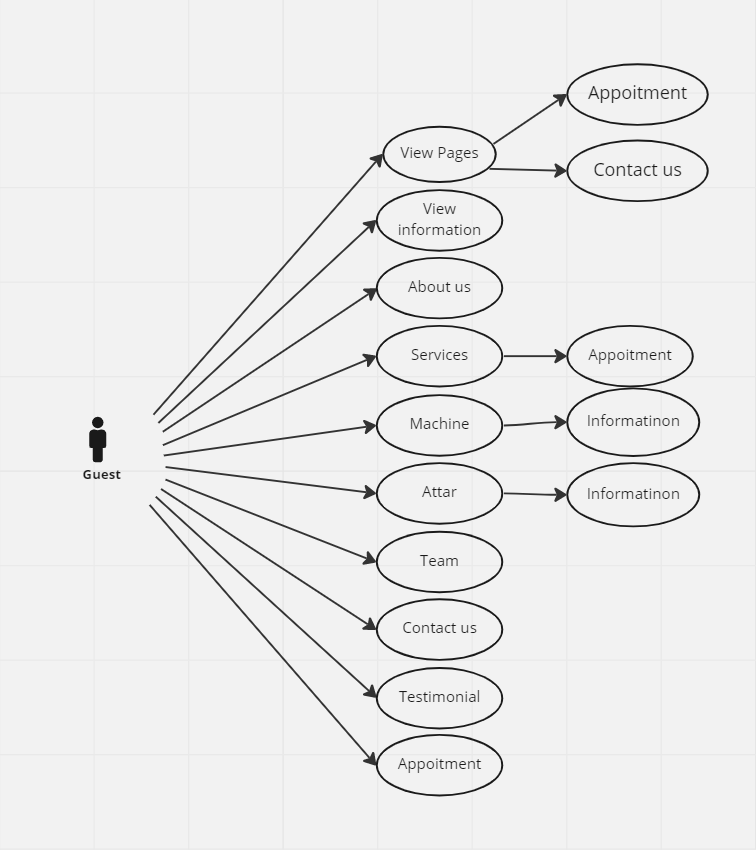 Appoitment
View Pages
Contact us
View
information
About us
Services
Appoitment
Machine
Informatinon
Guest
Attar
Informatinon
Team
Contact us
Testimonial
Appoitment